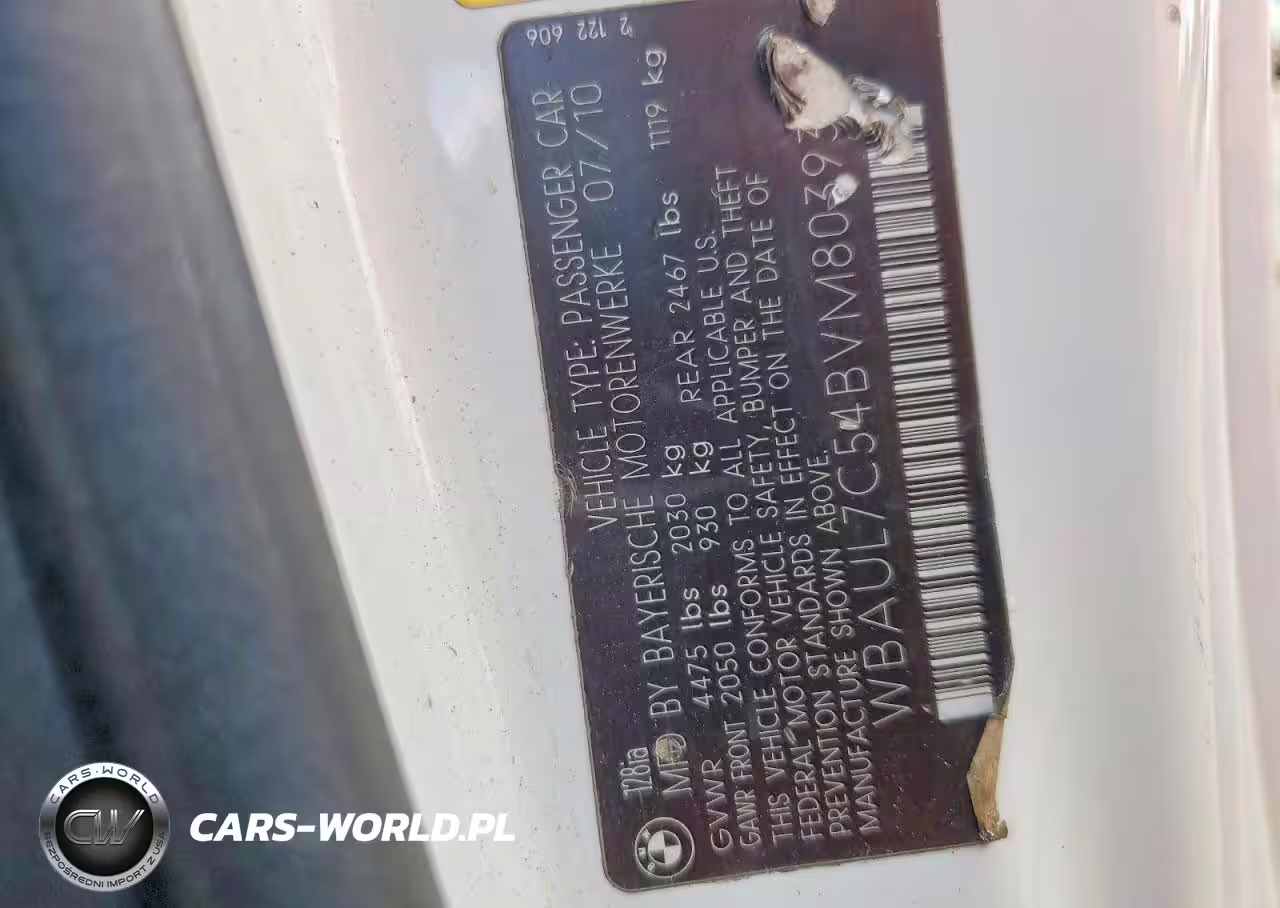 2 122 606
128ia VEHICLE TYPE: PASSENGER CAR
BY BAYERISCHE MOTORENWERKE 07/10
GVWR 4475 lbs 2030 kg
GAWR FRONT 2050 lbs 930 kg REAR 2467 lbs 1119 kg
THIS VEHICLE CONFORMS TO ALL APPLICABLE U.S.
FEDERAL MOTOR VEHICLE SAFETY, BUMPER AND THEFT
PREVENTION STANDARDS IN EFFECT ON THE DATE OF
MANUFACTURE SHOWN ABOVE.
BMW
CARS-WORLD
CW
BEZPOŚREDNI IMPORT Z USA
CARS-WORLD.PL